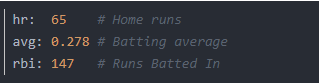 hr:  65    # Home runs
avg: 0.278 # Batting average
rbi: 147   # Runs Batted In